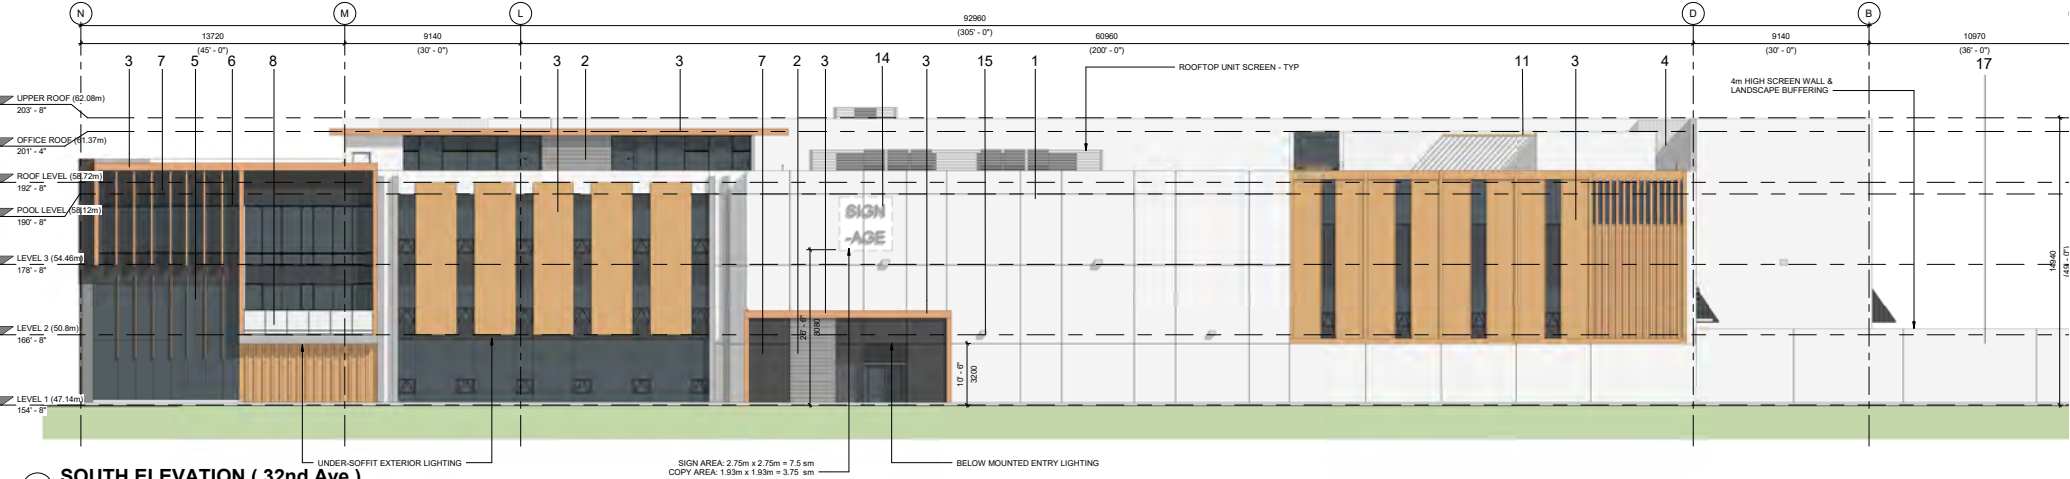 N M L D B
92960
(305' - 0")
13720 9140 60960 9140 10970
(45' - 0") (30' - 0") (200' - 0") (30' - 0") (36' - 0")
3 7 5 6 8 3 2 3 7 2 3 14 3 15 1 11 3 4 17
ROOFTOP UNIT SCREEN - TYP
4m HIGH SCREEN WALL &
LANDSCAPE BUFFERING
UPPER ROOF (62.08m)
203' - 8"
OFFICE ROOF (61.37m)
201' - 4"
ROOF LEVEL (58.72m)
192' - 8"
POOL LEVEL (58.12m)
190' - 8"
LEVEL 3 (54.46m)
178' - 8"
LEVEL 2 (50.8m)
166' - 8"
LEVEL 1 (47.14m)
154' - 8"
SIGN
-AGE
26' - 6"
8080
10' - 6"
3200
14940
(49' - 0")
UNDER-SOFFIT EXTERIOR LIGHTING
SIGN AREA: 2.75m x 2.75m = 7.5 sm
COPY AREA: 1.93m x 1.93m = 3.75 sm
BELOW MOUNTED ENTRY LIGHTING
SOUTH ELEVATION ( 32nd Ave )